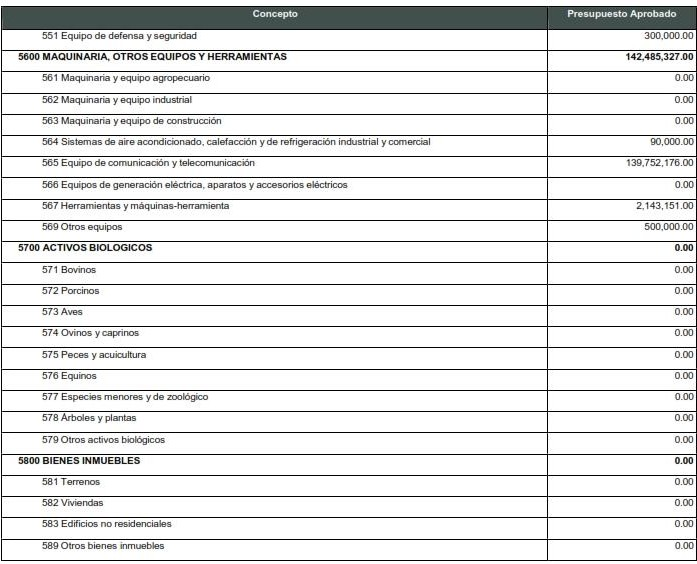 Concepto Presupuesto Aprobado
551 Equipo de defensa y seguridad 300,000.00
5600 MAQUINARIA, OTROS EQUIPOS Y HERRAMIENTAS 142,485,327.00
561 Maquinaria y equipo agropecuario 0.00
562 Maquinaria y equipo industrial 0.00
563 Maquinaria y equipo de construcción 0.00
564 Sistemas de aire acondicionado, calefacción y de refrigeración industrial y comercial 90,000.00
565 Equipo de comunicación y telecomunicación 139,752,176.00
566 Equipos de generación eléctrica, aparatos y accesorios eléctricos 0.00
567 Herramientas y máquinas-herramienta 2,143,151.00
569 Otros equipos 500,000.00
5700 ACTIVOS BIOLOGICOS 0.00
571 Bovinos 0.00
572 Porcinos 0.00
573 Aves 0.00
574 Ovinos y caprinos 0.00
575 Peces y acuicultura 0.00
576 Equinos 0.00
577 Especies menores y de zoológico 0.00
578 Árboles y plantas 0.00
579 Otros activos biológicos 0.00
5800 BIENES INMUEBLES 0.00
581 Terrenos 0.00
582 Viviendas 0.00
583 Edificios no residenciales 0.00
589 Otros bienes inmuebles 0.00